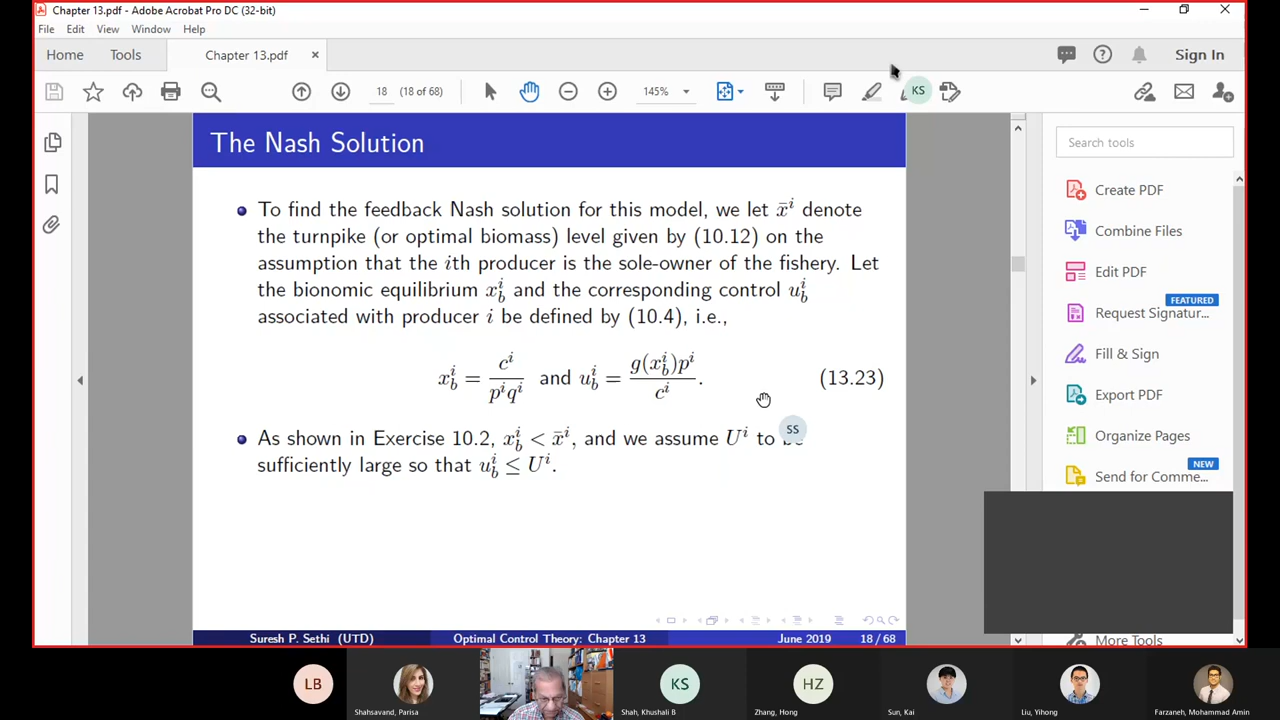 Chapter 13.pdf - Adobe Acrobat Pro DC (32-bit)
File Edit View Window Help
Home Tools Chapter 13.pdf × Sign In
18 (18 of 68) 145% KS
The Nash Solution
Search tools
• To find the feedback Nash solution for this model, we let x̄^i denote
the turnpike (or optimal biomass) level given by (10.12) on the
assumption that the ith producer is the sole-owner of the fishery. Let
the bionomic equilibrium x_b^i and the corresponding control u_b^i
associated with producer i be defined by (10.4), i.e.,
x_b^i = c^i / (p^i q^i) and u_b^i = g(x_b^i)p^i / c^i. (13.23)
SS
• As shown in Exercise 10.2, x_b^i < x̄^i, and we assume U^i to be
sufficiently large so that u_b^i ≤ U^i.
Create PDF
Combine Files
Edit PDF
FEATURED
Request Signatur...
Fill & Sign
Export PDF
Organize Pages
NEW
Send for Comme...
More Tools
Suresh P. Sethi (UTD) Optimal Control Theory: Chapter 13 June 2019 18 / 68
LB KS HZ
Shahsavand, Parisa Shah, Khushali B Zhang, Hong Sun, Kai Liu, Yihong Farzaneh, Mohammad Amin